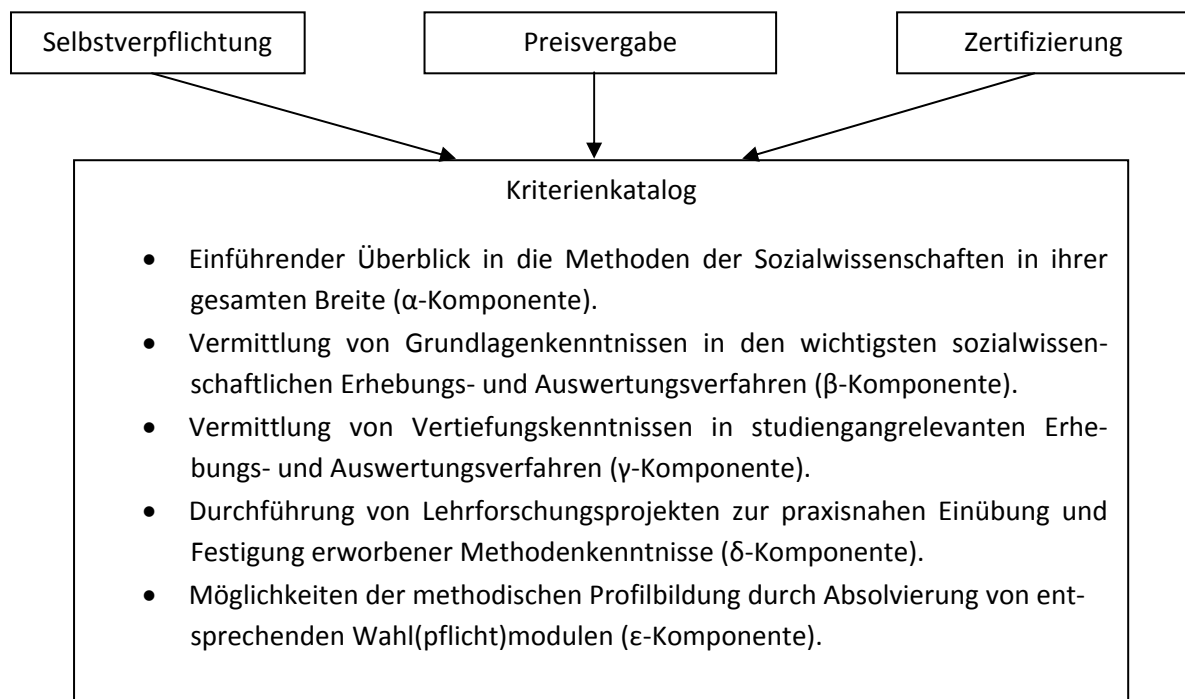 Selbstverpflichtung
Preisvergabe
Zertifizierung
Kriterienkatalog
• Einführender Überblick in die Methoden der Sozialwissenschaften in ihrer
gesamten Breite (α-Komponente).
• Vermittlung von Grundlagenkenntnissen in den wichtigsten sozialwissen-
schaftlichen Erhebungs- und Auswertungsverfahren (β-Komponente).
• Vermittlung von Vertiefungskenntnissen in studiengangrelevanten Erhe-
bungs- und Auswertungsverfahren (γ-Komponente).
• Durchführung von Lehrforschungsprojekten zur praxisnahen Einübung und
Festigung erworbener Methodenkenntnisse (δ-Komponente).
• Möglichkeiten der methodischen Profilbildung durch Absolvierung von ent-
sprechenden Wahl(pflicht)modulen (ε-Komponente).